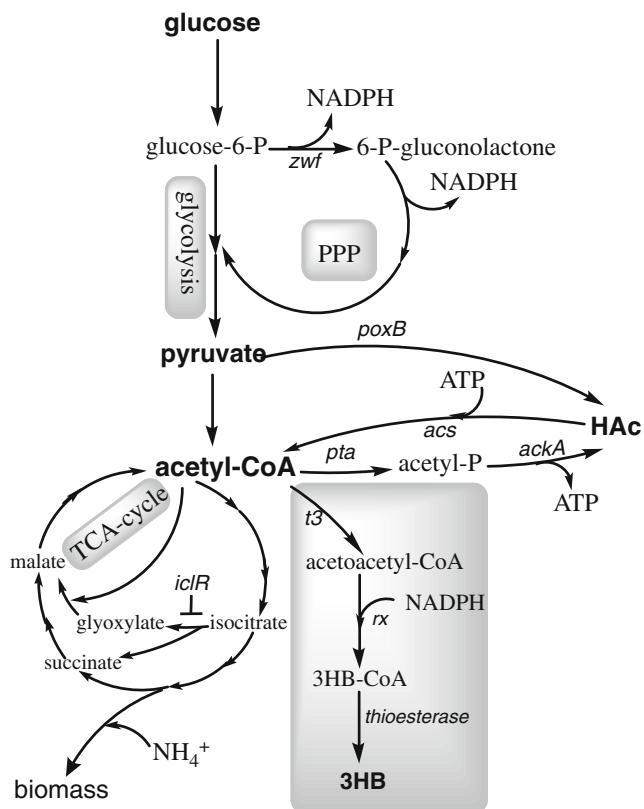 glucose
NADPH
glucose-6-P
zwf
6-P-gluconolactone
NADPH
glycolysis
PPP
poxB
pyruvate
ATP
HAc
acs
pta
ackA
acetyl-CoA
acetyl-P
ATP
TCA-cycle
t3
malate
acetoacetyl-CoA
iclR
NADPH
glyoxylate
isocitrate
rx
succinate
3HB-CoA
thioesterase
NH₄⁺
3HB
biomass